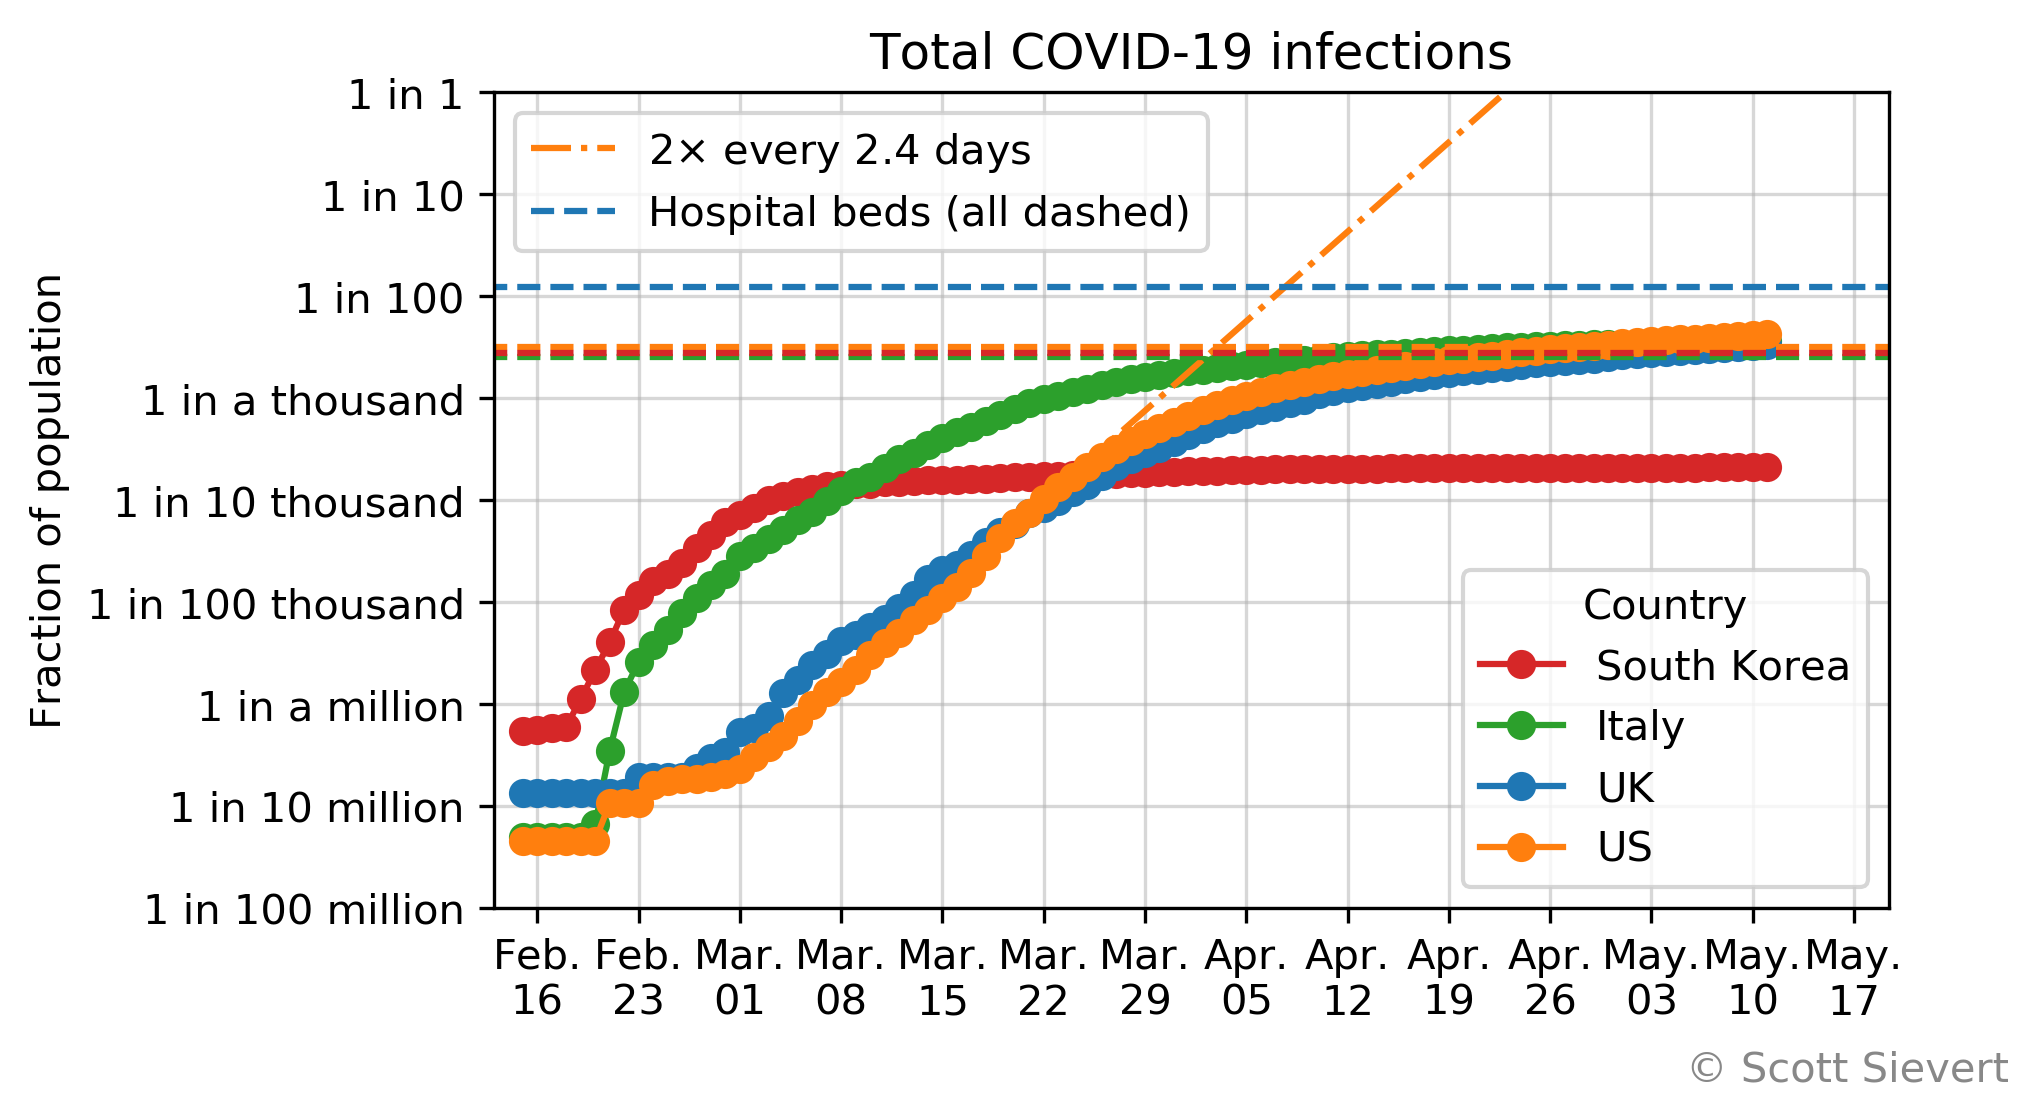 Total COVID-19 infections
1 in 1
1 in 10
1 in 100
1 in a thousand
1 in 10 thousand
1 in 100 thousand
1 in a million
1 in 10 million
1 in 100 million
Fraction of population
2× every 2.4 days
Hospital beds (all dashed)
Country
South Korea
Italy
UK
US
Feb. Feb. Mar. Mar. Mar. Mar. Mar. Apr. Apr. Apr. Apr. May. May. May.
16 23 01 08 15 22 29 05 12 19 26 03 10 17
© Scott Sievert